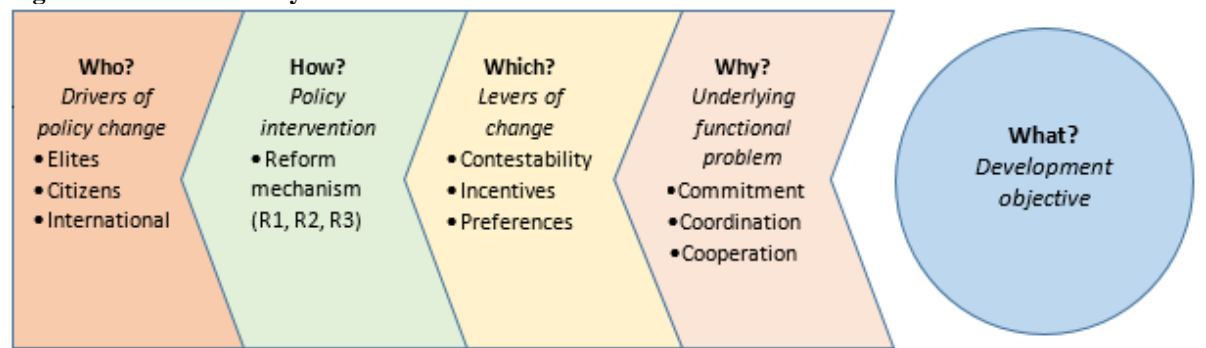 Who?
Drivers of
policy change
• Elites
• Citizens
• International
How?
Policy
intervention
• Reform
mechanism
(R1, R2, R3)
Which?
Levers of
change
• Contestability
• Incentives
• Preferences
Why?
Underlying
functional
problem
• Commitment
• Coordination
• Cooperation
What?
Development
objective